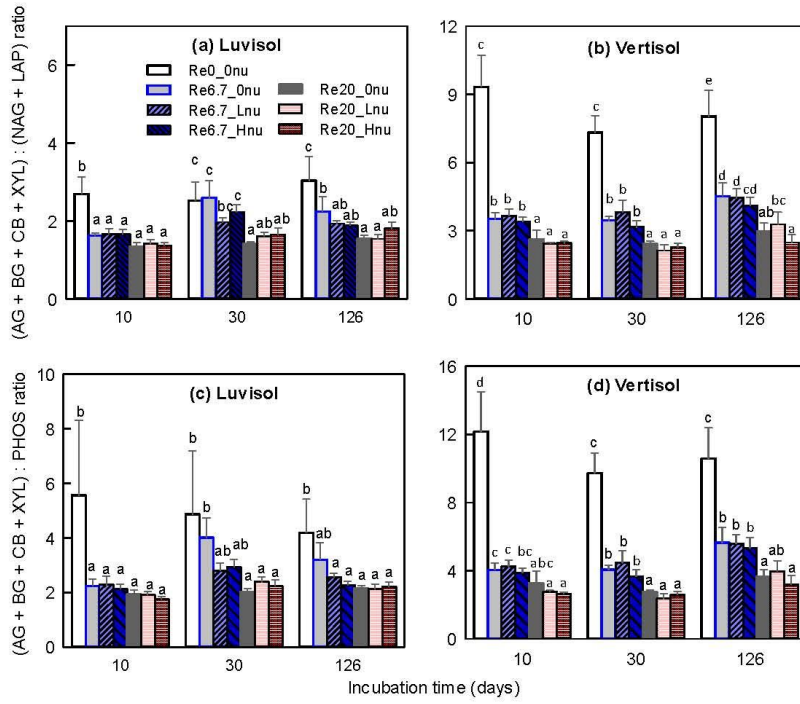 (a) Luvisol
(AG + BG + CB + XYL) : (NAG + LAP) ratio
6
4
2
0
Re0_0nu
Re6.7_0nu
Re6.7_Lnu
Re6.7_Hnu
Re20_0nu
Re20_Lnu
Re20_Hnu
b a a a a a a
c c bc c a ab ab
c b ab ab a a ab
10 30 126
(b) Vertisol
12
9
6
3
0
c b b b a a a
c b b b a a a
e d d cd ab bc a
10 30 126
(c) Luvisol
(AG + BG + CB + XYL) : PHOS ratio
10
8
6
4
2
0
b a a a a a a
b b ab ab a a a
b ab a a a a a
10 30 126
(d) Vertisol
16
12
8
4
0
d c c bc abc a a
c b b b a a a
c b b b a ab a
10 30 126
Incubation time (days)